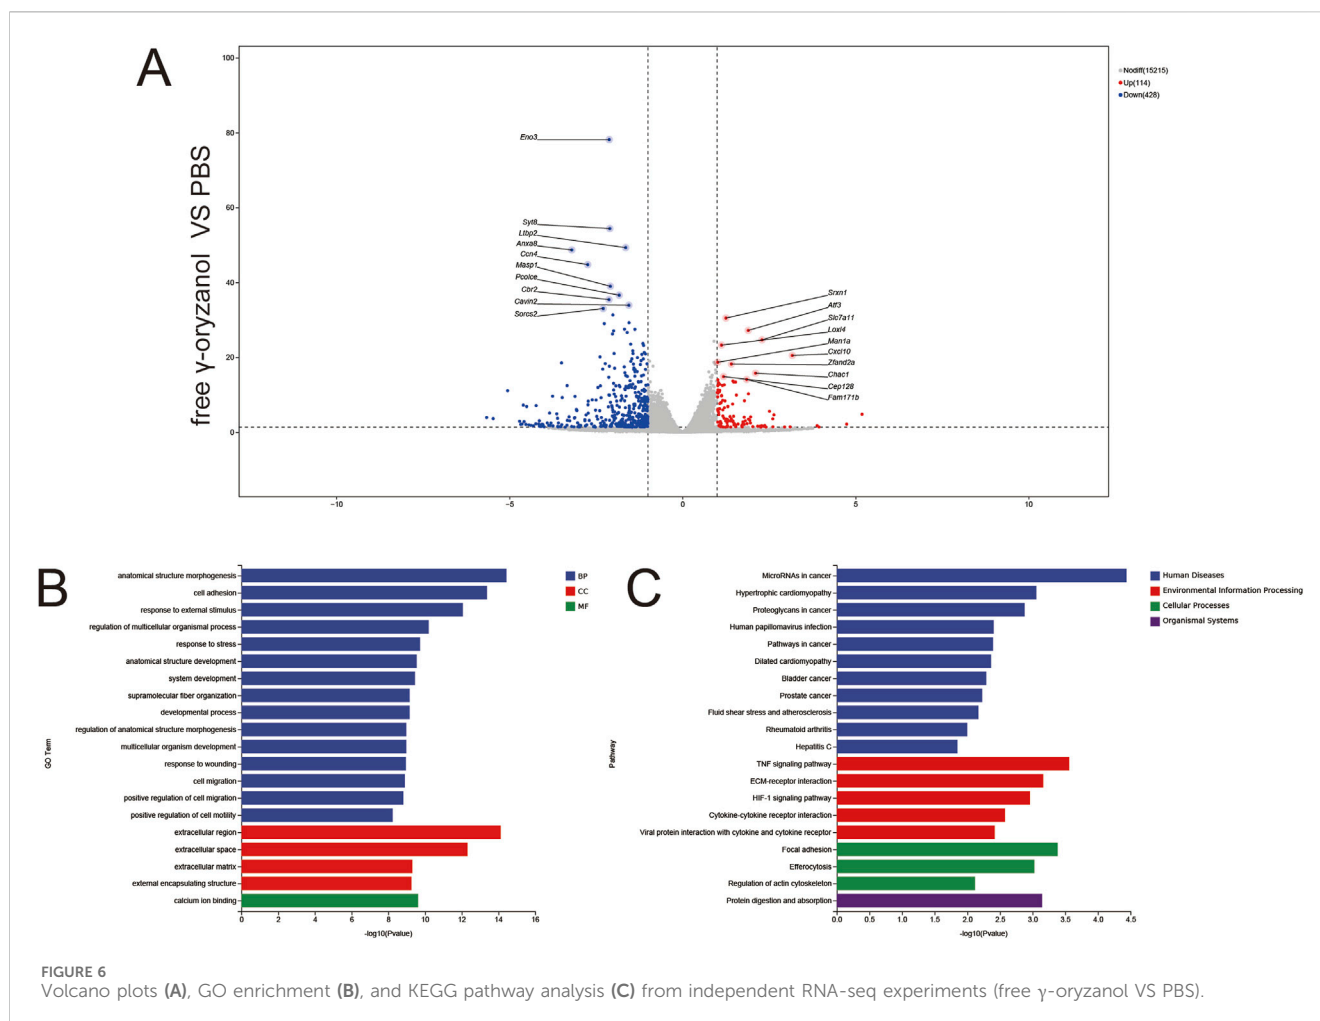 A
free γ-oryzanol VS PBS
100
80
60
40
20
0
−10
−5
0
5
10
Nodiff(15215)
Up(114)
Down(428)
Eno3
Syt8
Ltbp2
Anxa8
Ccn4
Masp1
Pcolce
Cbr2
Cavin2
Sorcs2
Srxn1
Atf3
Slc7a11
Loxl4
Man1a
Cxcl10
Zfand2a
Chac1
Cep128
Fam171b
B
GO Term
anatomical structure morphogenesis
cell adhesion
response to external stimulus
regulation of multicellular organismal process
response to stress
anatomical structure development
system development
supramolecular fiber organization
developmental process
regulation of anatomical structure morphogenesis
multicellular organism development
response to wounding
cell migration
positive regulation of cell migration
positive regulation of cell motility
extracellular region
extracellular space
extracellular matrix
external encapsulating structure
calcium ion binding
0 2 4 6 8 10 12 14 16
-log10(Pvalue)
BP
CC
MF
C
Pathway
MicroRNAs in cancer
Hypertrophic cardiomyopathy
Proteoglycans in cancer
Human papillomavirus infection
Pathways in cancer
Dilated cardiomyopathy
Bladder cancer
Prostate cancer
Fluid shear stress and atherosclerosis
Rheumatoid arthritis
Hepatitis C
TNF signaling pathway
ECM-receptor interaction
HIF-1 signaling pathway
Cytokine-cytokine receptor interaction
Viral protein interaction with cytokine and cytokine receptor
Focal adhesion
Efferocytosis
Regulation of actin cytoskeleton
Protein digestion and absorption
0.0 0.5 1.0 1.5 2.0 2.5 3.0 3.5 4.0 4.5
-log10(Pvalue)
Human Diseases
Environmental Information Processing
Cellular Processes
Organismal Systems
FIGURE 6
Volcano plots (A), GO enrichment (B), and KEGG pathway analysis (C) from independent RNA-seq experiments (free γ-oryzanol VS PBS).